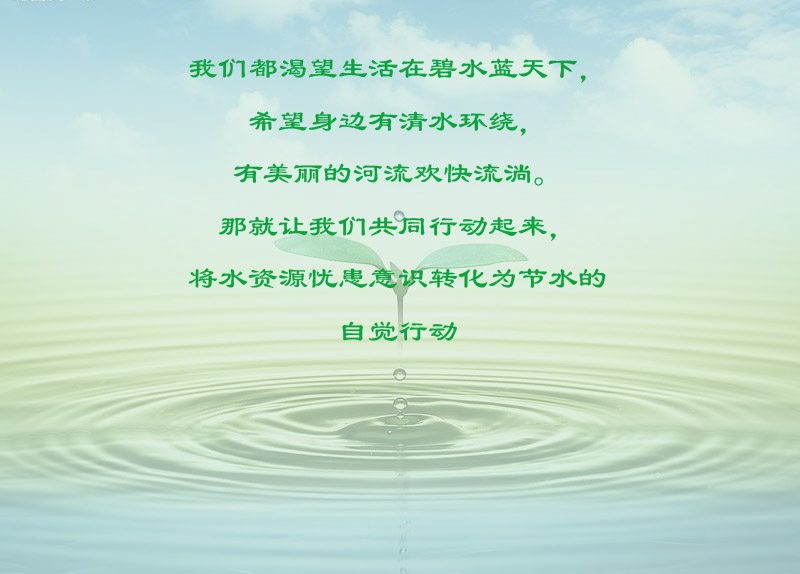 我们都渴望生活在碧水蓝天下，
希望身边有清水环绕，
有美丽的河流欢快流淌。
那就让我们共同行动起来，
将水资源忧患意识转化为节水的
自觉行动